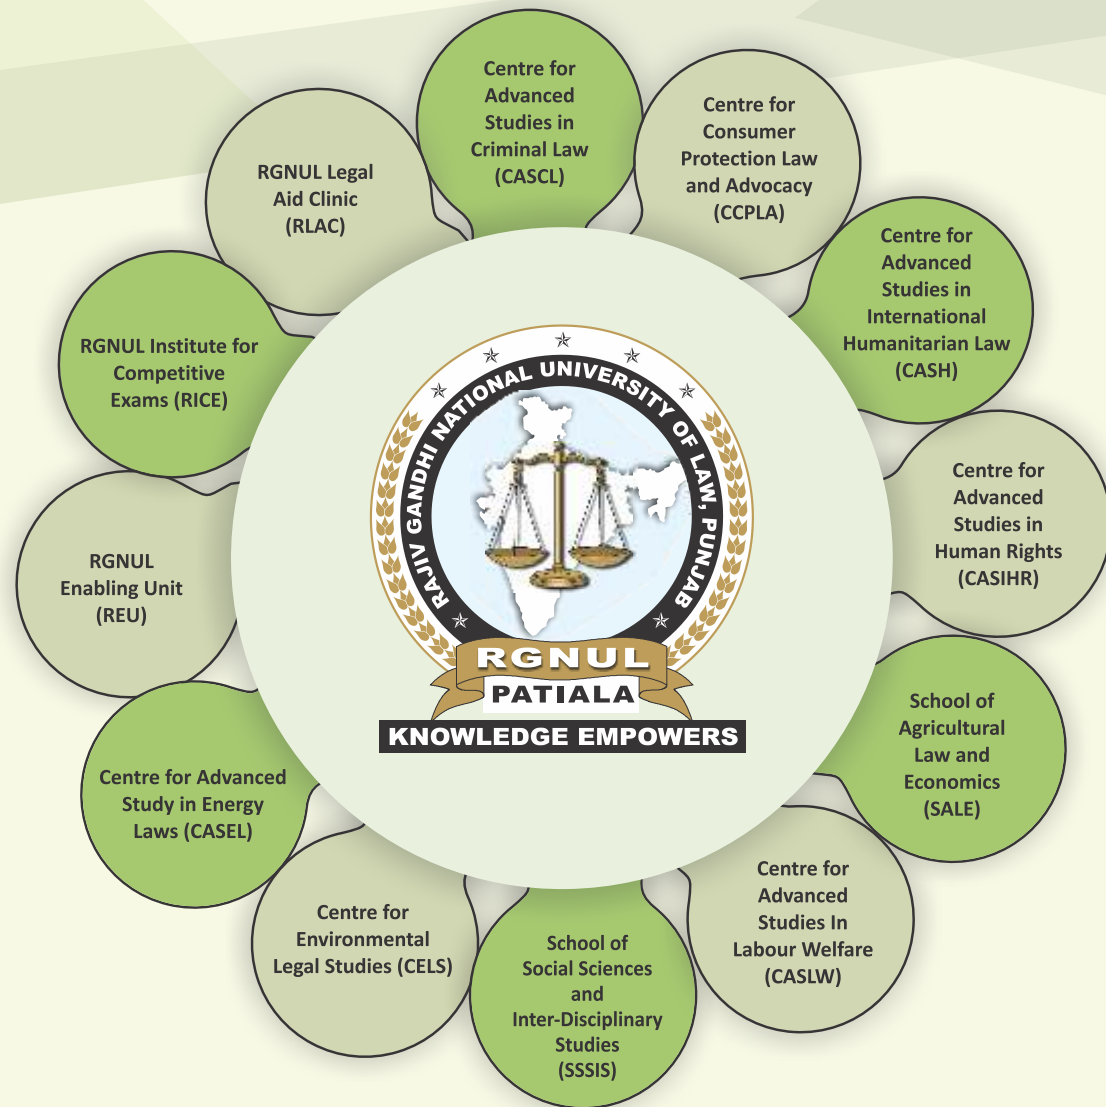 Centre for
Advanced
Studies in
Criminal Law
(CASCL)
Centre for
Consumer
Protection Law
and Advocacy
(CCPLA)
Centre for
Advanced
Studies in
International
Humanitarian Law
(CASH)
Centre for
Advanced
Studies in
Human Rights
(CASIHR)
School of
Agricultural
Law and
Economics
(SALE)
Centre for
Advanced
Studies In
Labour Welfare
(CASLW)
School of
Social Sciences
and
Inter-Disciplinary
Studies
(SSSIS)
Centre for
Environmental
Legal Studies (CELS)
Centre for Advanced
Study in Energy
Laws (CASEL)
RGNUL
Enabling Unit
(REU)
RGNUL Institute for
Competitive
Exams (RICE)
RGNUL Legal
Aid Clinic
(RLAC)
RAJIV GANDHI NATIONAL UNIVERSITY OF LAW, PUNJAB
RGNUL
PATIALA
KNOWLEDGE EMPOWERS